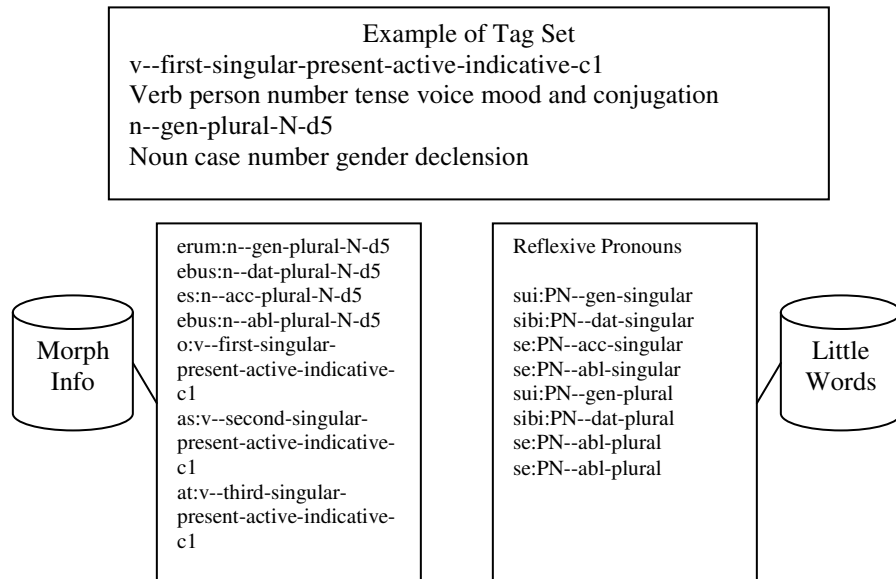 Example of Tag Set
v--first-singular-present-active-indicative-c1
Verb person number tense voice mood and conjugation
n--gen-plural-N-d5
Noun case number gender declension
Morph
Info
erum:n--gen-plural-N-d5
ebus:n--dat-plural-N-d5
es:n--acc-plural-N-d5
ebus:n--abl-plural-N-d5
o:v--first-singular-
present-active-indicative-
c1
as:v--second-singular-
present-active-indicative-
c1
at:v--third-singular-
present-active-indicative-
c1
Reflexive Pronouns
sui:PN--gen-singular
sibi:PN--dat-singular
se:PN--acc-singular
se:PN--abl-singular
sui:PN--gen-plural
sibi:PN--dat-plural
se:PN--abl-plural
se:PN--abl-plural
Little
Words